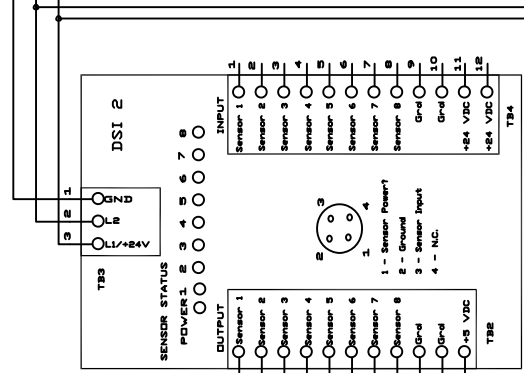 1
2
3
4
5
6
7
8
9
10
11
12
INPUT
Sensor 1
Sensor 2
Sensor 3
Sensor 4
Sensor 5
Sensor 6
Sensor 7
Sensor 8
Grd
Grd
+24 VDC
+24 VDC
TB4
DSI 2
1
2
3
GND
L2
L1/+24V
TB3
SENSOR STATUS
POWER 1 2 3 4 5 6 7 8
3
4
2
1
1 - Sensor Power?
2 - Ground
3 - Sensor Input
4 - N.C.
OUTPUT
Sensor 1
Sensor 2
Sensor 3
Sensor 4
Sensor 5
Sensor 6
Sensor 7
Sensor 8
Grd
Grd
+5 VDC
TB2